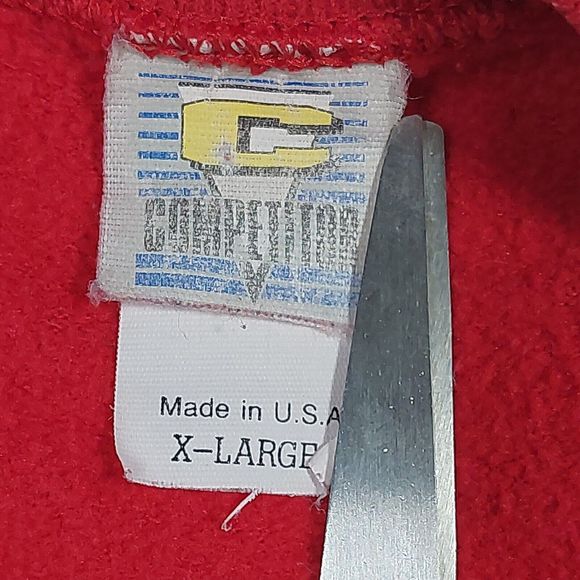 C
COMPETITOR
Made in U.S.A
X-LARGE